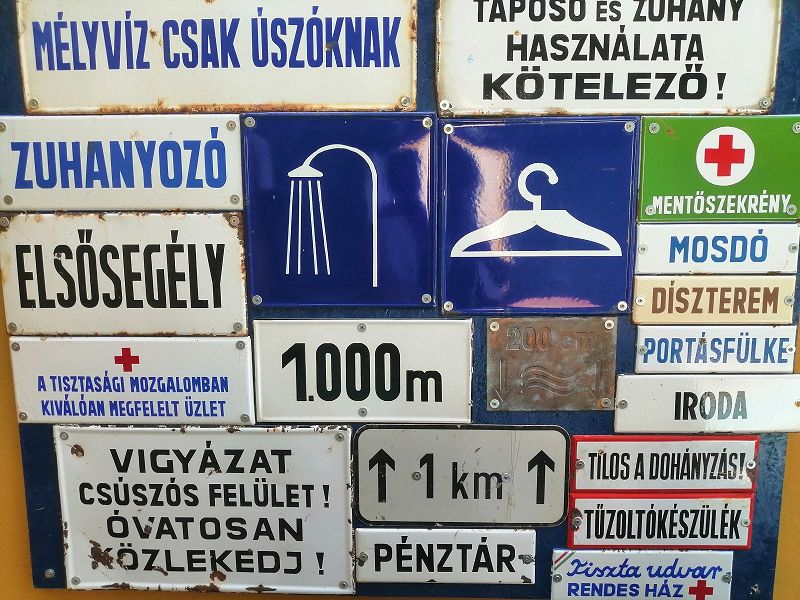 MÉLYVÍZ CSAK ÚSZÓKNAK
TAPOSÓ ÉS ZUHANY
HASZNÁLATA
KÖTELEZŐ!
ZUHANYOZÓ
MENTŐSZEKRÉNY
ELSŐSEGÉLY
MOSDÓ
DÍSZTEREM
PORTÁSFÜLKE
IRODA
A TISZTASÁGI MOZGALOMBAN
KIVÁLÓAN MEGFELELT ÜZLET
1.000m
200 cm
VIGYÁZAT
CSÚSZÓS FELÜLET!
ÓVATOSAN
KÖZLEKEDJ!
1 km
PÉNZTÁR
TILOS A DOHÁNYZÁS!
TŰZOLTÓKÉSZÜLÉK
Tiszta udvar
RENDES HÁZ